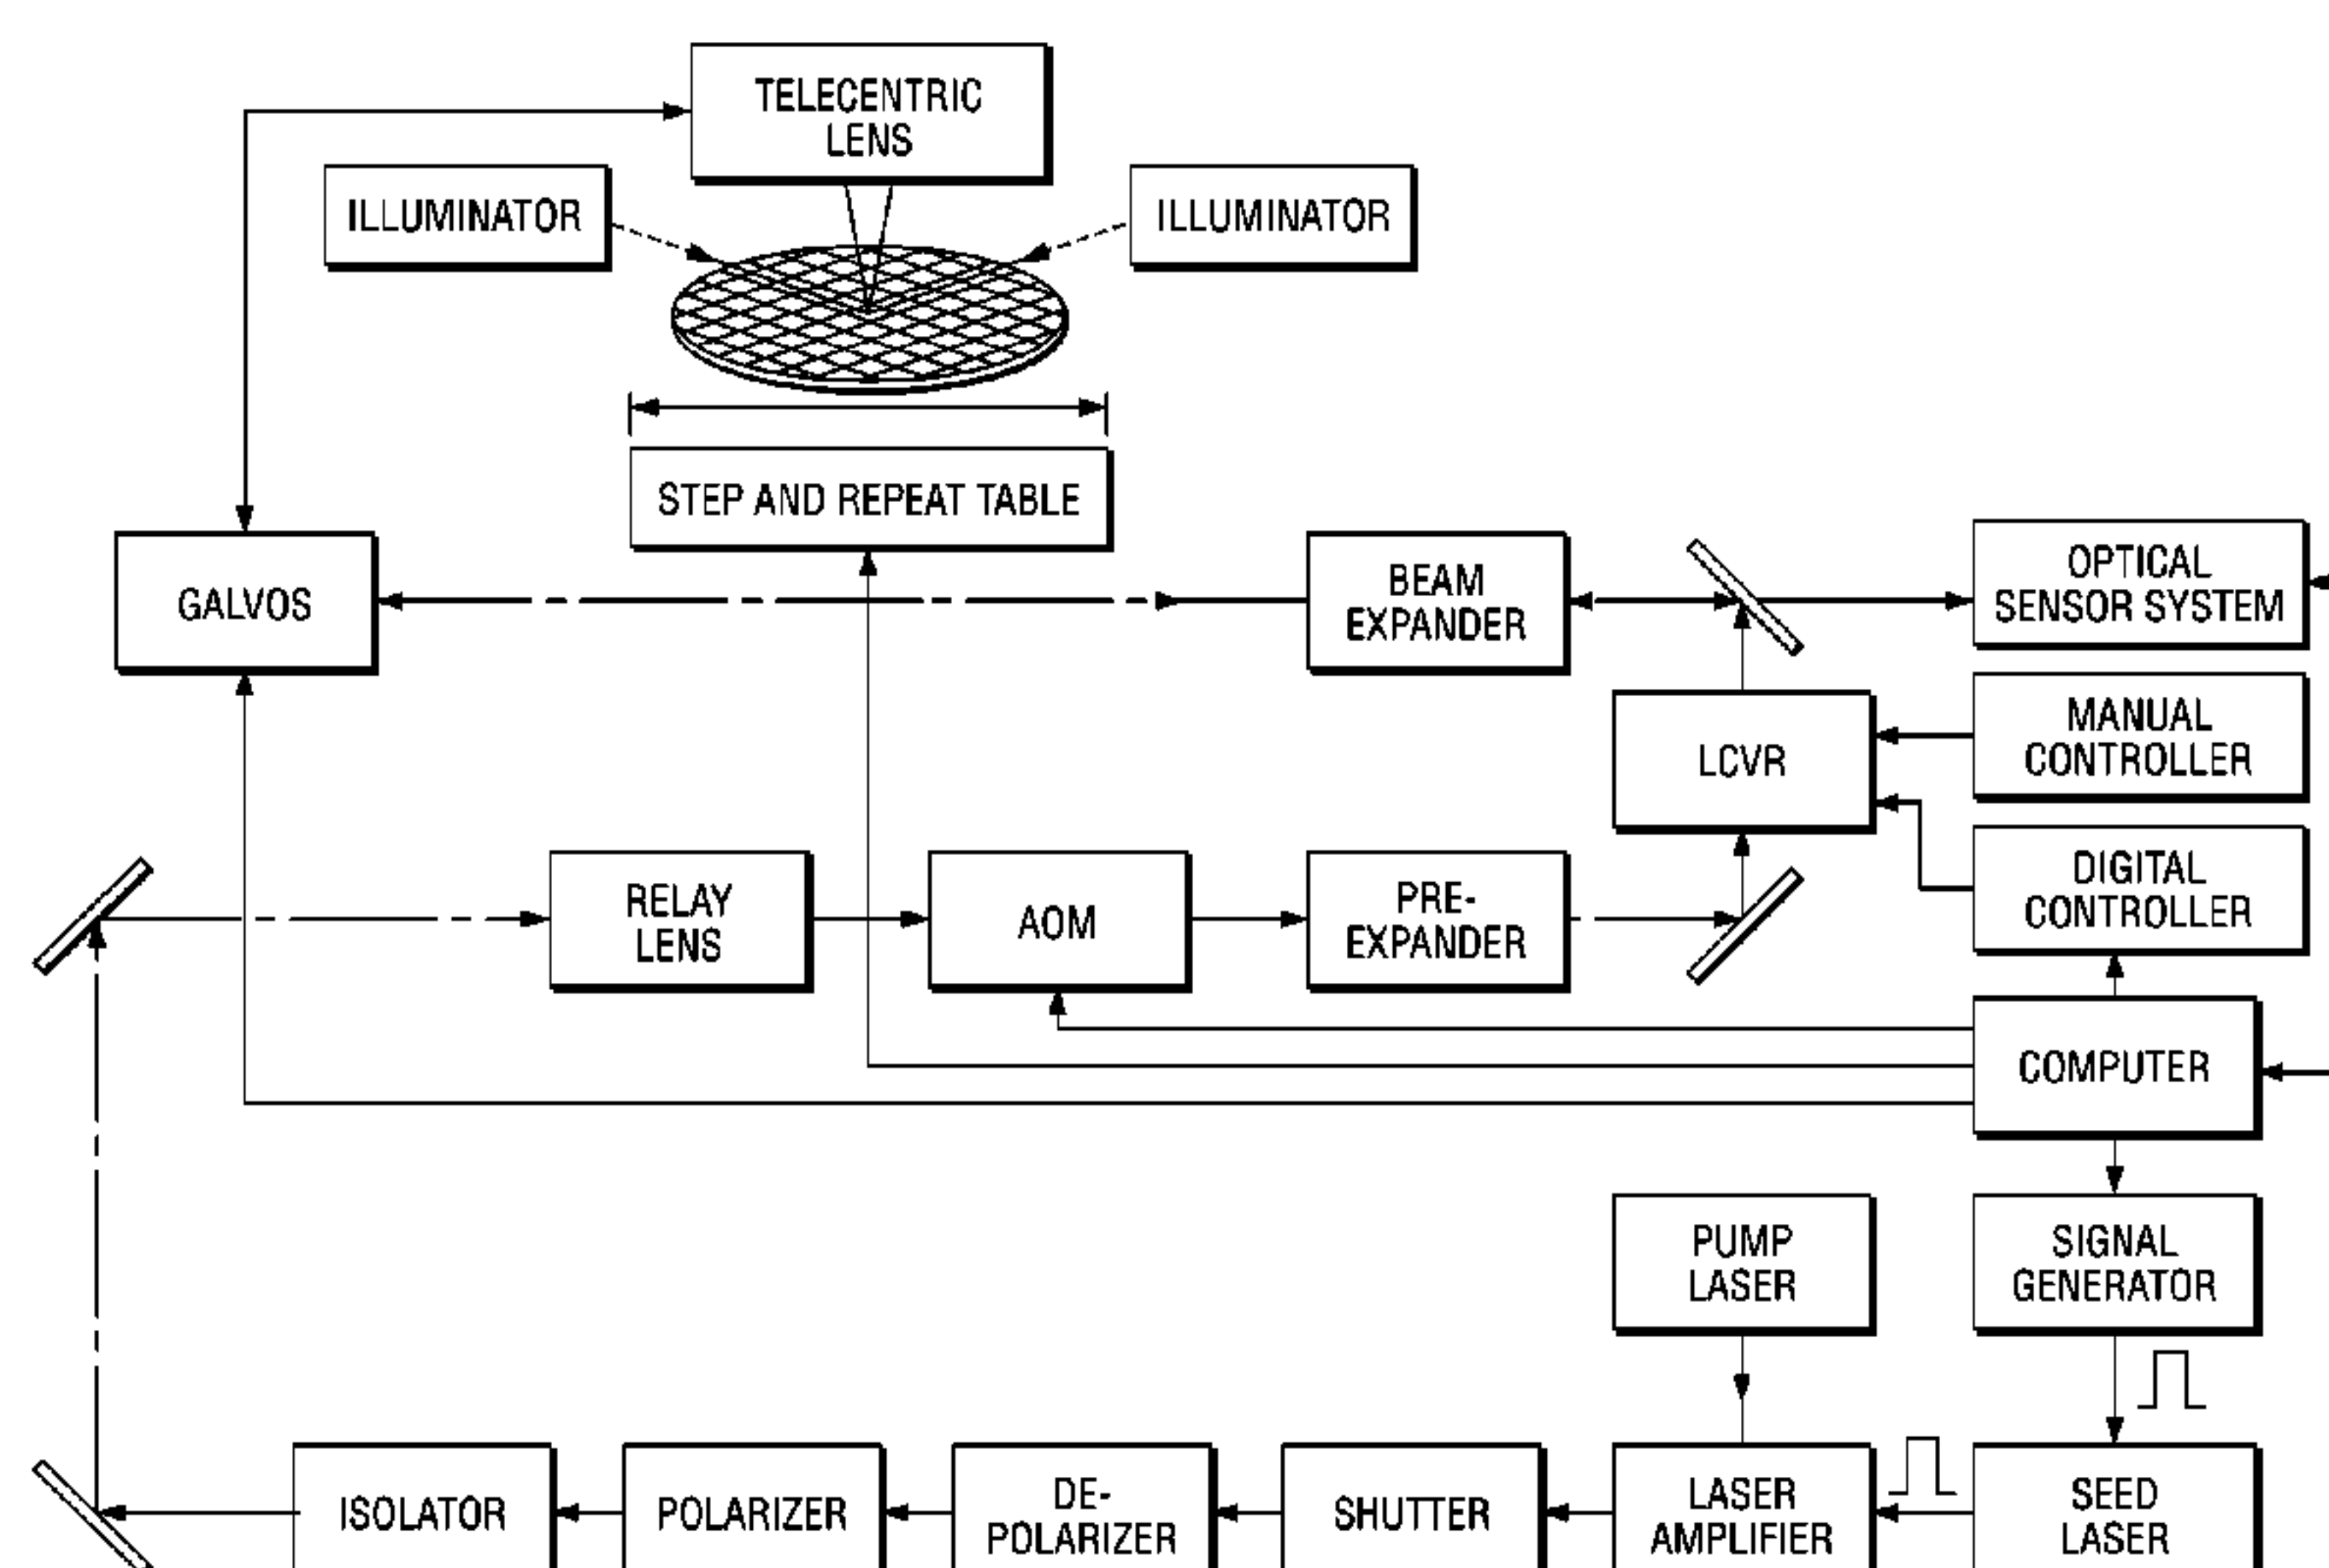 TELECENTRIC
LENS
ILLUMINATOR
ILLUMINATOR
STEP AND REPEAT TABLE
GALVOS
BEAM
EXPANDER
OPTICAL
SENSOR SYSTEM
MANUAL
CONTROLLER
LCVR
DIGITAL
CONTROLLER
RELAY
LENS
AOM
PRE-
EXPANDER
COMPUTER
PUMP
LASER
SIGNAL
GENERATOR
ISOLATOR
POLARIZER
DE-
POLARIZER
SHUTTER
LASER
AMPLIFIER
SEED
LASER